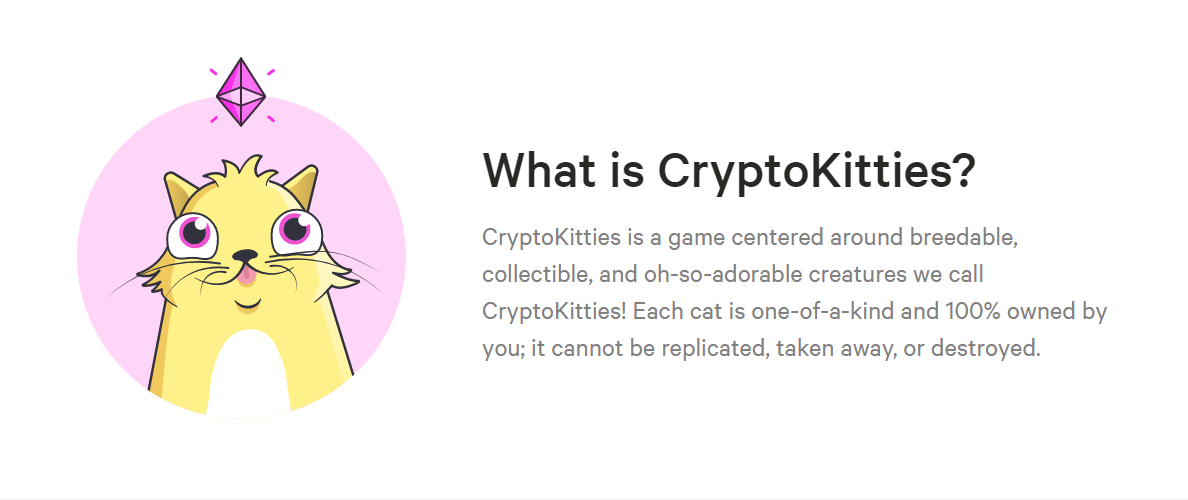 What is CryptoKitties?
CryptoKitties is a game centered around breedable,
collectible, and oh-so-adorable creatures we call
CryptoKitties! Each cat is one-of-a-kind and 100% owned by
you; it cannot be replicated, taken away, or destroyed.